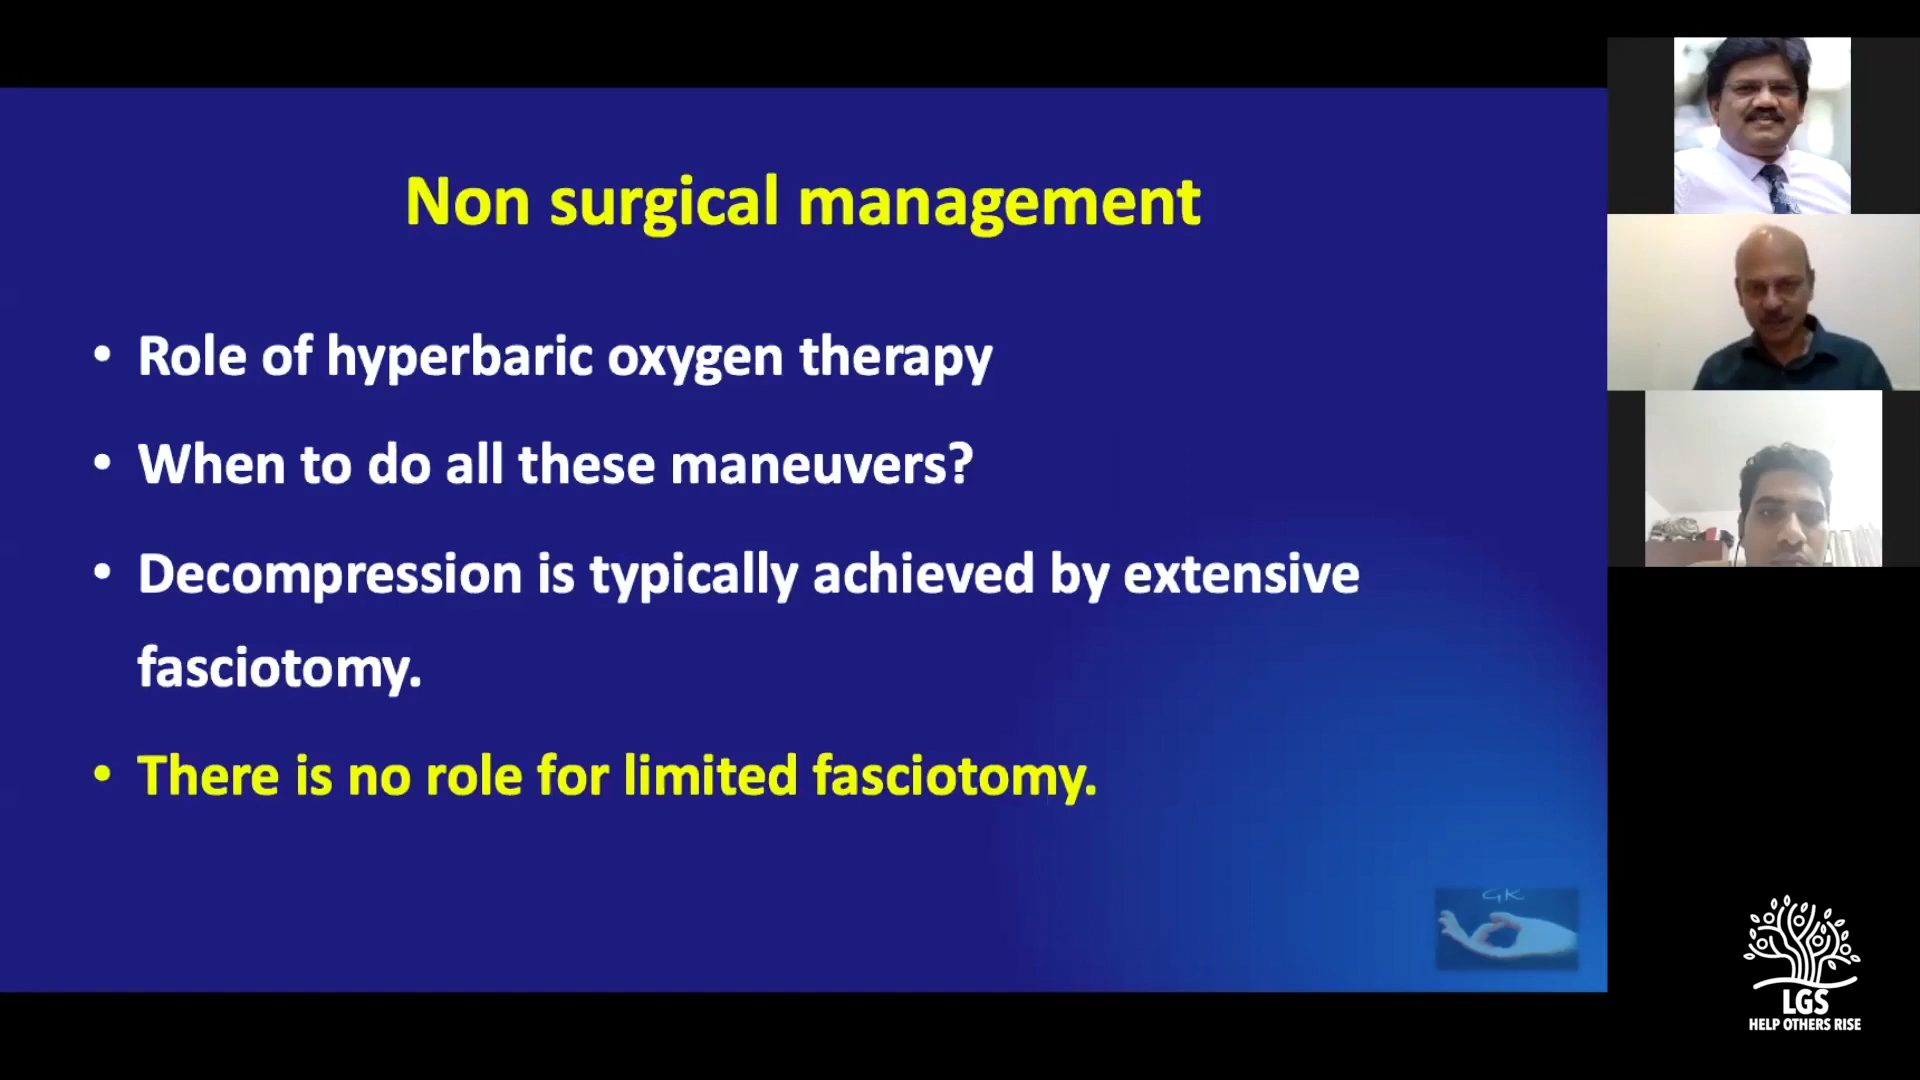 Non surgical management
• Role of hyperbaric oxygen therapy
• When to do all these maneuvers?
• Decompression is typically achieved by extensive
fasciotomy.
• There is no role for limited fasciotomy.
GK
LGS
HELP OTHERS RISE